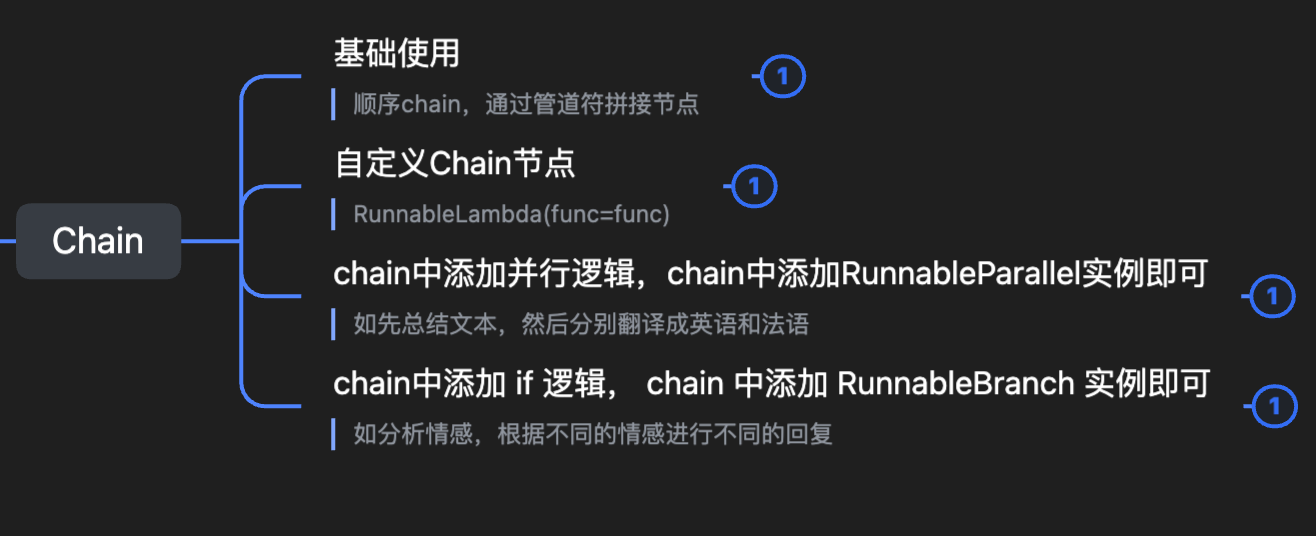 Chain
基础使用
顺序chain，通过管道符拼接节点
1
自定义Chain节点
RunnableLambda(func=func)
1
chain中添加并行逻辑，chain中添加RunnableParallel实例即可
如先总结文本，然后分别翻译成英语和法语
1
chain中添加 if 逻辑， chain 中添加 RunnableBranch 实例即可
如分析情感，根据不同的情感进行不同的回复
1